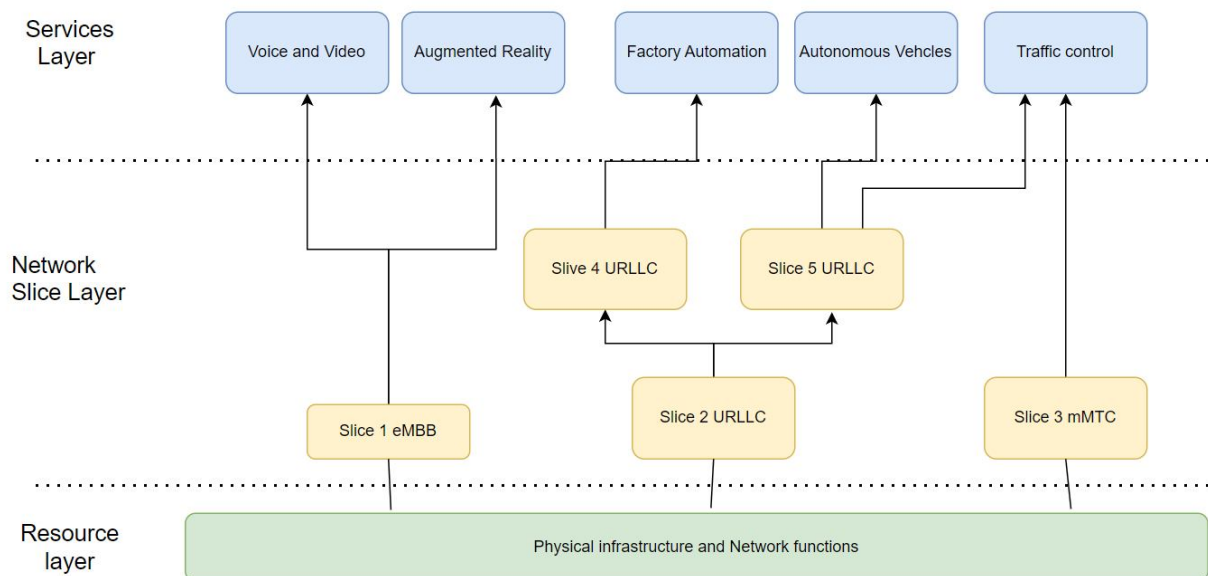 Services
Layer
Voice and Video
Augmented Reality
Factory Automation
Autonomous Vehcles
Traffic control
Network
Slice Layer
Slive 4 URLLC
Slice 5 URLLC
Slice 1 eMBB
Slice 2 URLLC
Slice 3 mMTC
Resource
layer
Physical infrastructure and Network functions